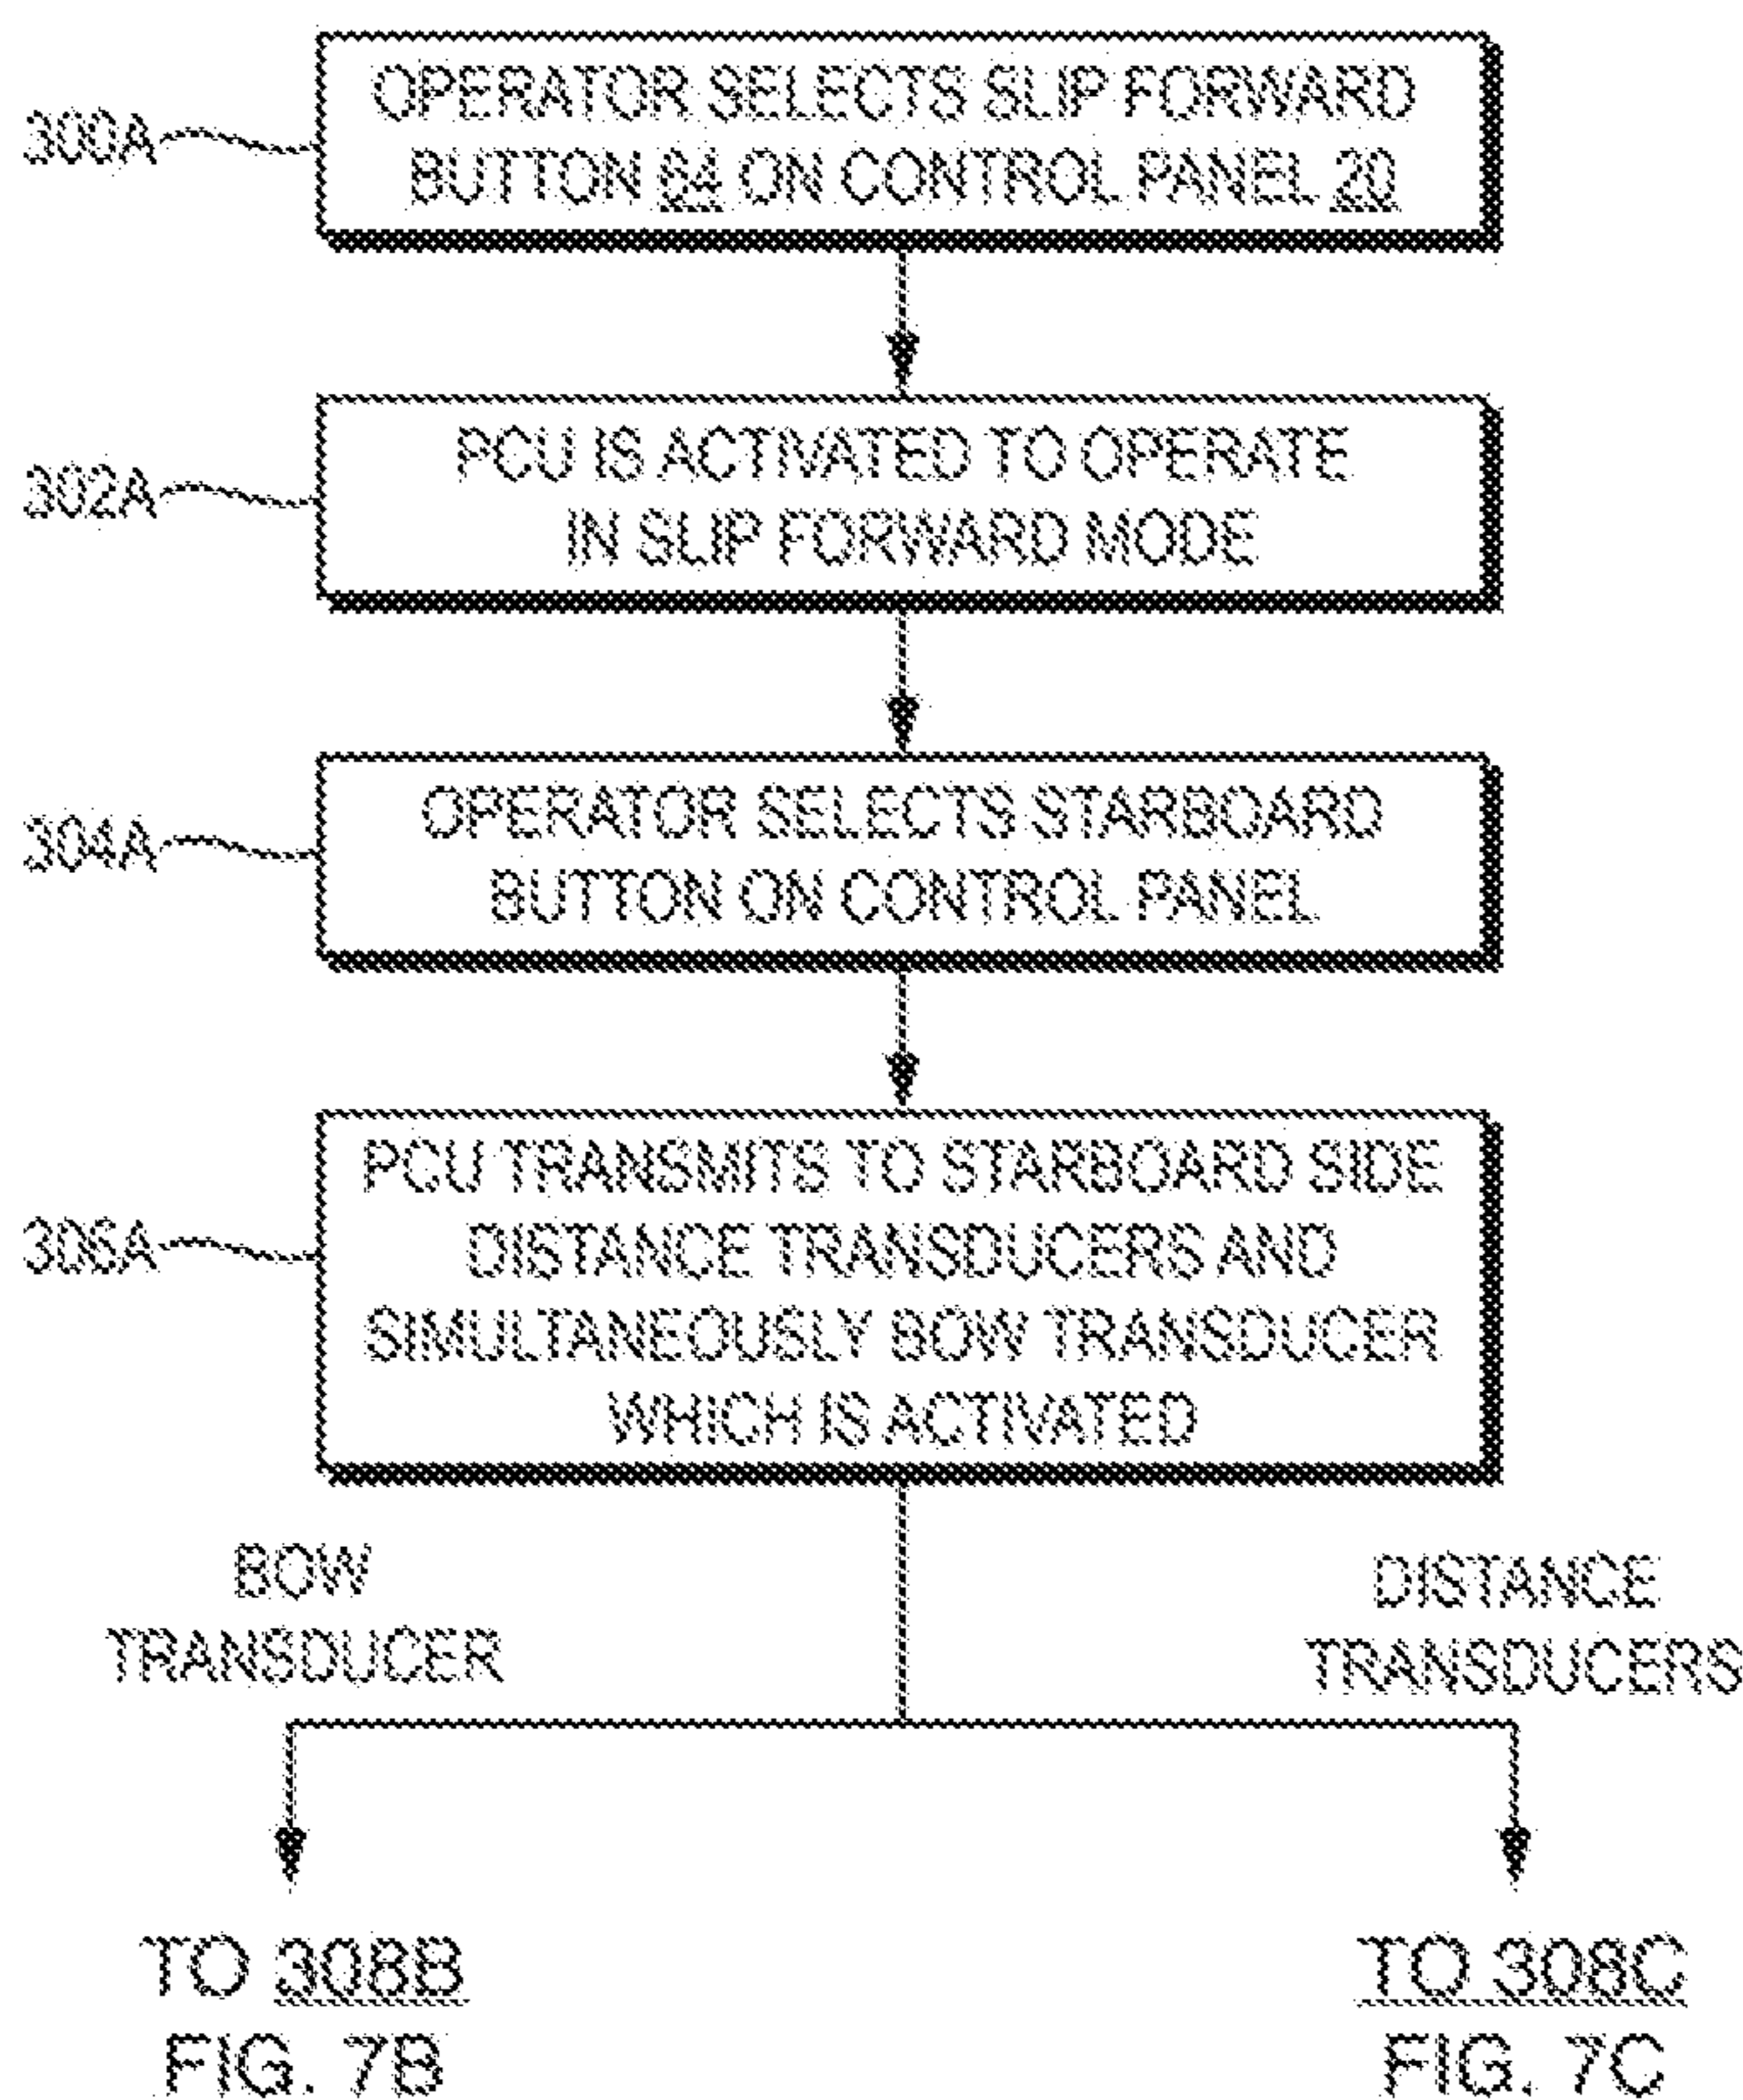 300A
OPERATOR SELECTS SLIP FORWARD
BUTTON 64 ON CONTROL PANEL 20
302A
PCU IS ACTIVATED TO OPERATE
IN SLIP FORWARD MODE
304A
OPERATOR SELECTS STARBOARD
BUTTON ON CONTROL PANEL
306A
PCU TRANSMITS TO STARBOARD SIDE
DISTANCE TRANSDUCERS AND
SIMULTANEOUSLY BOW TRANSDUCER
WHICH IS ACTIVATED
BOW
TRANSDUCER
DISTANCE
TRANSDUCERS
TO 308B
FIG. 7B
TO 308C
FIG. 7C